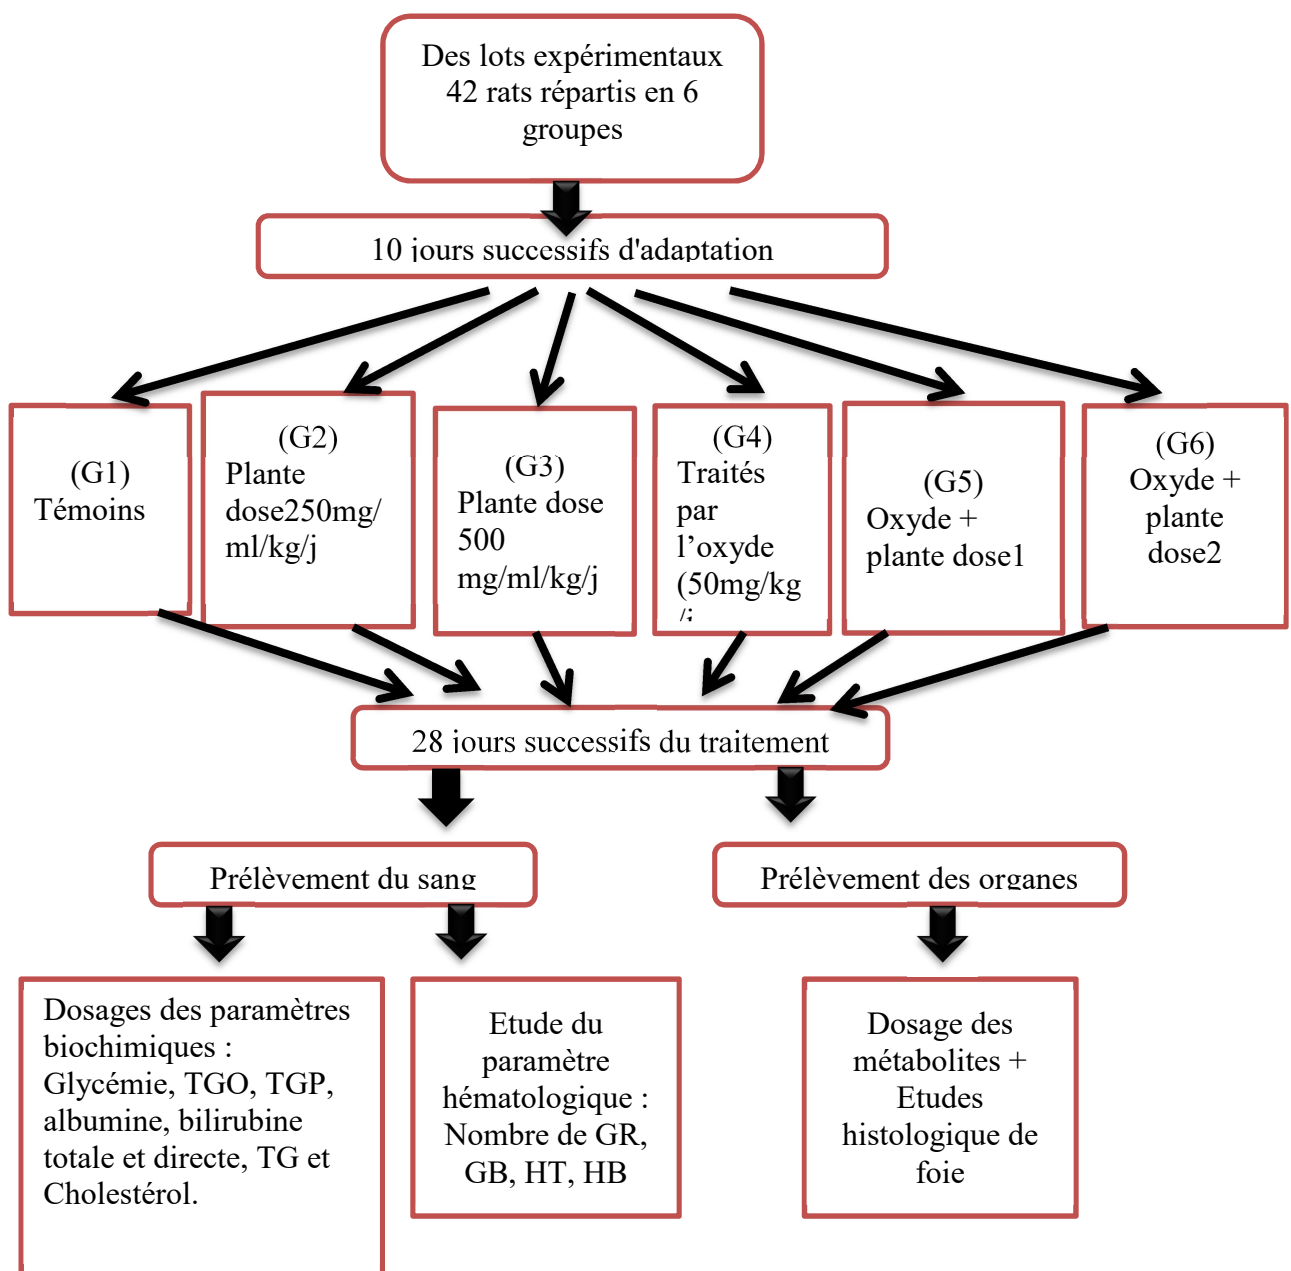 Des lots expérimentaux
42 rats répartis en 6
groupes
10 jours successifs d'adaptation
(G1)
Témoins
(G2)
Plante
dose250mg/
ml/kg/j
(G3)
Plante dose
500
mg/ml/kg/j
(G4)
Traités
par
l’oxyde
(50mg/kg
/j
(G5)
Oxyde +
plante dose1
(G6)
Oxyde +
plante
dose2
28 jours successifs du traitement
Prélèvement du sang
Prélèvement des organes
Dosages des paramètres
biochimiques :
Glycémie, TGO, TGP,
albumine, bilirubine
totale et directe, TG et
Cholestérol.
Etude du
paramètre
hématologique :
Nombre de GR,
GB, HT, HB
Dosage des
métabolites +
Etudes
histologique de
foie